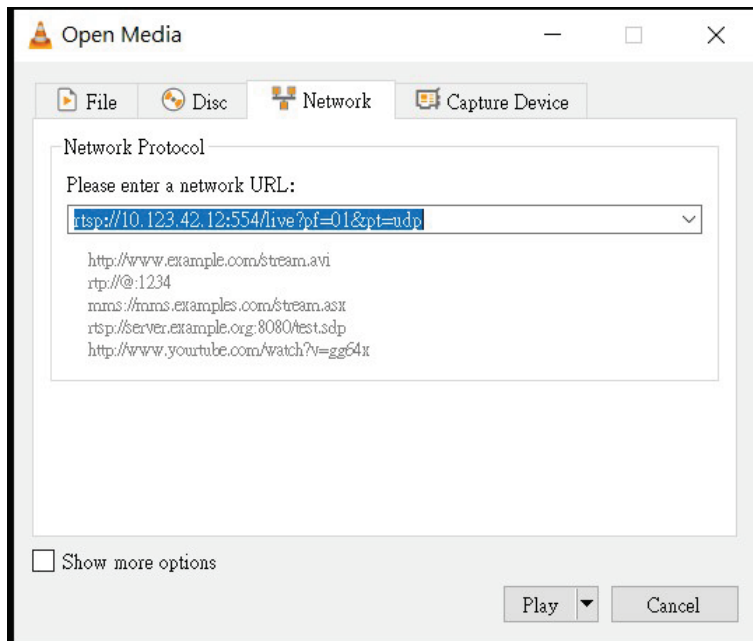 Open Media
File Disc Network Capture Device
Network Protocol
Please enter a network URL:
rtsp://10.123.42.12:554/live?pf=01&pt=udp
http://www.example.com/stream.avi
rtp://@:1234
mms://mms.examples.com/stream.asx
rtsp://server.example.org:8080/test.sdp
http://www.yourtube.com/watch?v=gg64x
Show more options
Play Cancel